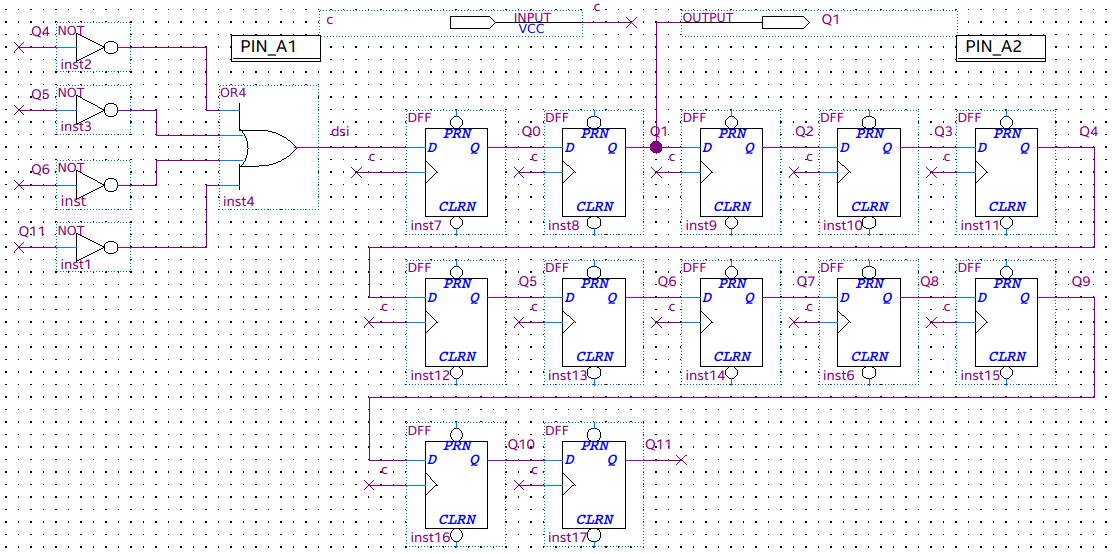 c INPUT VCC c OUTPUT Q1
PIN_A1 PIN_A2
Q4 NOT inst2
Q5 NOT inst3
Q6 NOT inst
Q11 NOT inst1
OR4 inst4
dsi
c DFF PRN D Q CLRN inst7
Q0 c DFF PRN D Q CLRN inst8
Q1 c DFF PRN D Q CLRN inst9
Q2 c DFF PRN D Q CLRN inst10
Q3 c DFF PRN D Q CLRN inst11
Q4
c DFF PRN D Q CLRN inst12
Q5 c DFF PRN D Q CLRN inst13
Q6 c DFF PRN D Q CLRN inst14
Q7 c DFF PRN D Q CLRN inst6
Q8 c DFF PRN D Q CLRN inst15
Q9
c DFF PRN D Q CLRN inst16
Q10 c DFF PRN D Q CLRN inst17
Q11